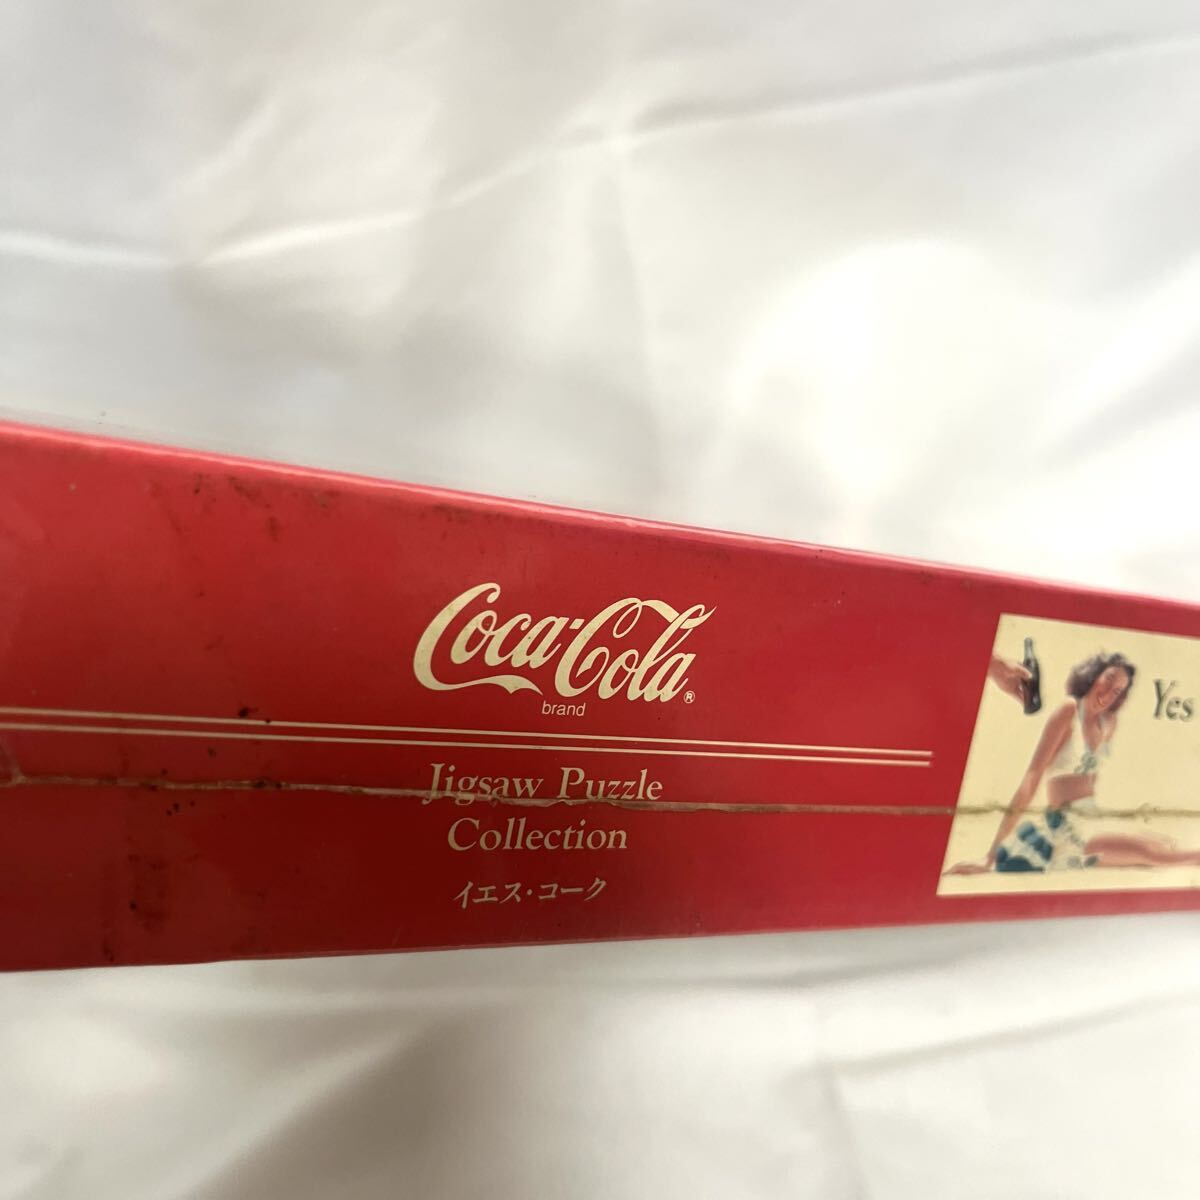 Coca-Cola®
brand
Jigsaw Puzzle
Collection
イエス・コーク
Yes